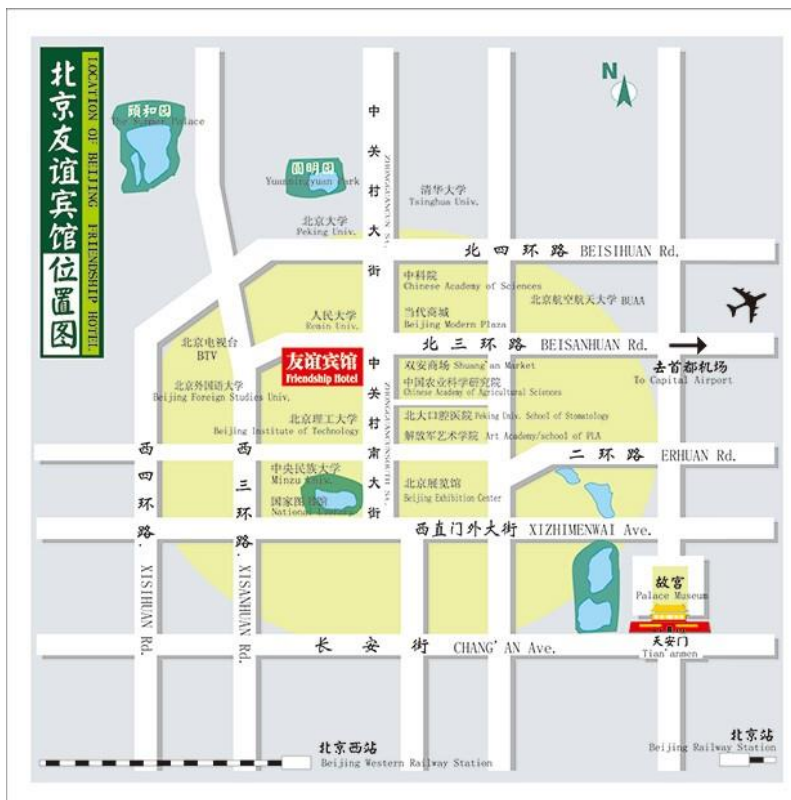 北京友谊宾馆位置图
LOCATION OF BEIJING FRIENDSHIP HOTEL
颐和园
The Summer Palace
圆明园
Yuanmingyuan Park
N
中关村大街
清华大学
Tsinghua Univ.
北京大学
Peking Univ.
北四环路 BEISIHUAN Rd.
中科院
Chinese Academy of Sciences
北京航空航天大学 BUAA
人民大学
Remin Univ.
当代商城
Beijing Modern Plaza
北京电视台
BTV
北三环路 BEISANHUAN Rd.
友谊宾馆
Friendship Hotel
双安商场 Shuang'an Market
去首都机场
To Capital Airport
中国农业科学研究院
Chinese Academy of Agricultural Sciences
北京外国语大学
Beijing Foreign Studies Univ.
中关村南大街
北大口腔医院 Peking Univ. School of Stomatology
北京理工大学
Beijing Institute of Technology
解放军艺术学院 Art Academy/school of PLA
二环路 ERHUAN Rd.
西四环路. XISIHUAN Rd.
西三环路. XISANHUAN Rd.
中央民族大学
Minzu Univ.
国家图书馆
National
北京展览馆
Beijing Exhibition Center
西直门外大街 XIZHIMENWAI Ave.
故宫
Palace Museum
天安门
Tian'anmen
长安街 CHANG'AN Ave.
北京西站
Beijing Western Railway Station
北京站
Beijing Railway Station